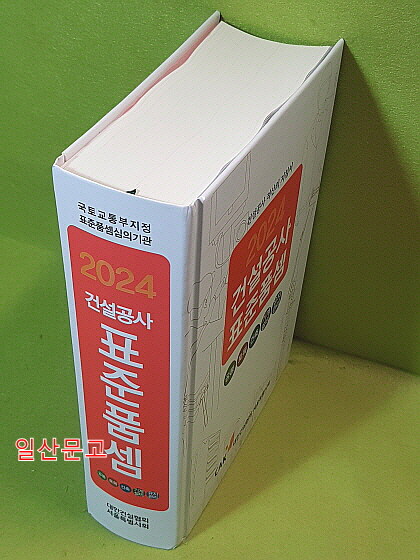 국토교통부지정
표준품셈심의기관
2024
건설공사
표준품셈
대한건설협회
서울특별시회
2024
건설공사
표준품셈
CAK
일산문고